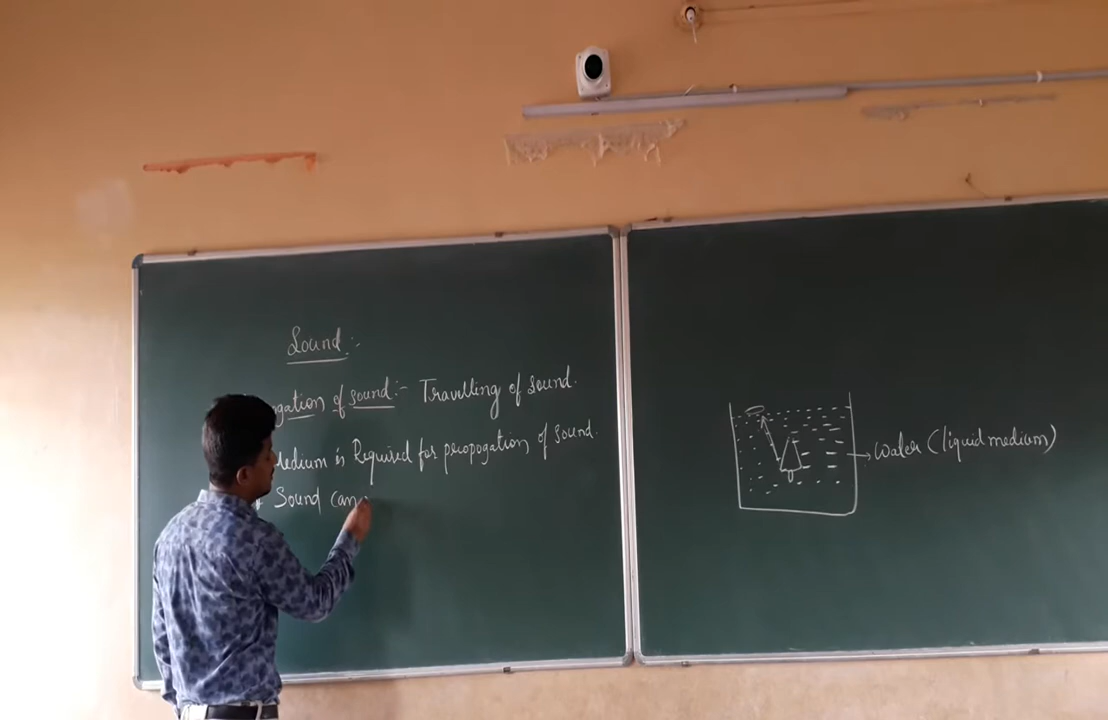 Sound:-
gation of sound:- Travelling of sound.
Medium is Required for propogation of sound.
Sound can
Water (liquid medium)